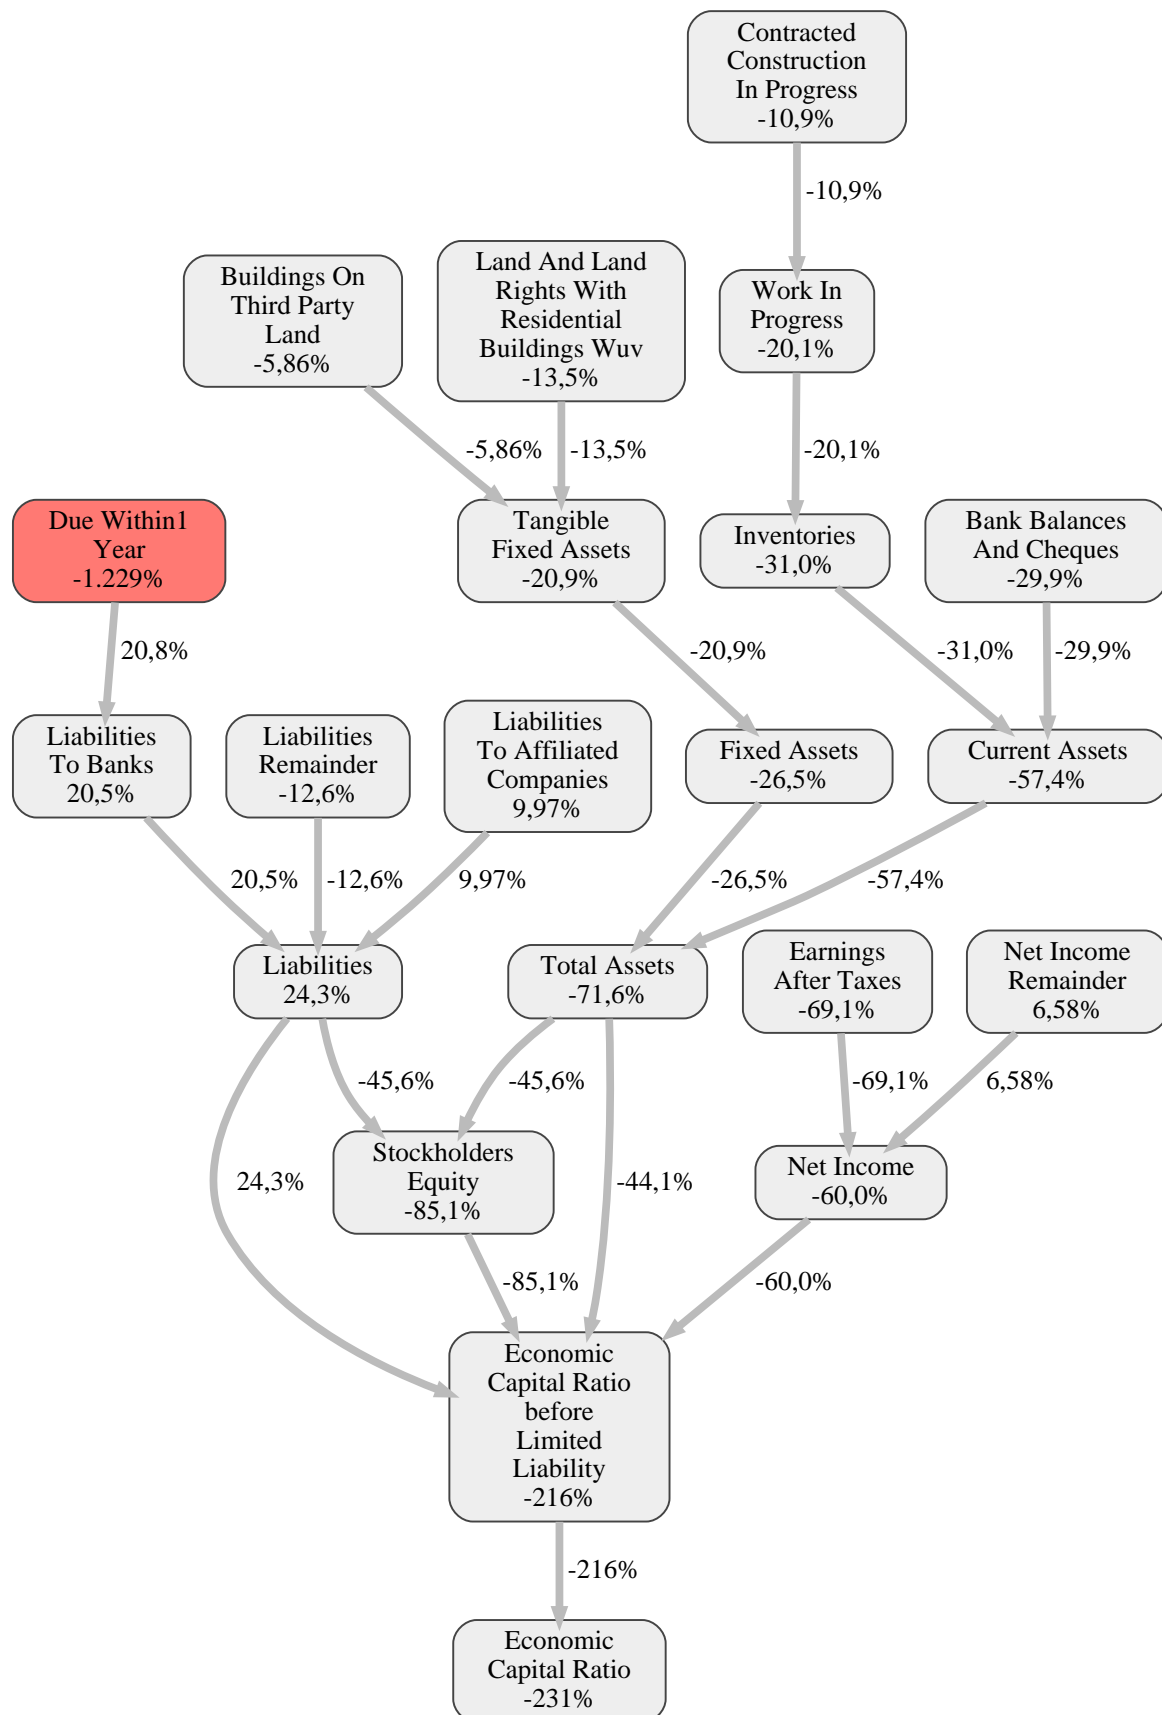 Contracted
Construction
In Progress
-10,9%
-10,9%
Buildings On
Third Party
Land
-5,86%
Land And Land
Rights With
Residential
Buildings Wuv
-13,5%
Work In
Progress
-20,1%
-5,86%
-13,5%
-20,1%
Due Within1
Year
-1.229%
Tangible
Fixed Assets
-20,9%
Inventories
-31,0%
Bank Balances
And Cheques
-29,9%
20,8%
-20,9%
-31,0%
-29,9%
Liabilities
To Banks
20,5%
Liabilities
Remainder
-12,6%
Liabilities
To Affiliated
Companies
9,97%
Fixed Assets
-26,5%
Current Assets
-57,4%
20,5%
-12,6%
9,97%
-26,5%
-57,4%
Liabilities
24,3%
Total Assets
-71,6%
Earnings
After Taxes
-69,1%
Net Income
Remainder
6,58%
-45,6%
-45,6%
-69,1%
6,58%
24,3%
Stockholders
Equity
-85,1%
-44,1%
Net Income
-60,0%
-85,1%
-60,0%
Economic
Capital Ratio
before
Limited
Liability
-216%
-216%
Economic
Capital Ratio
-231%